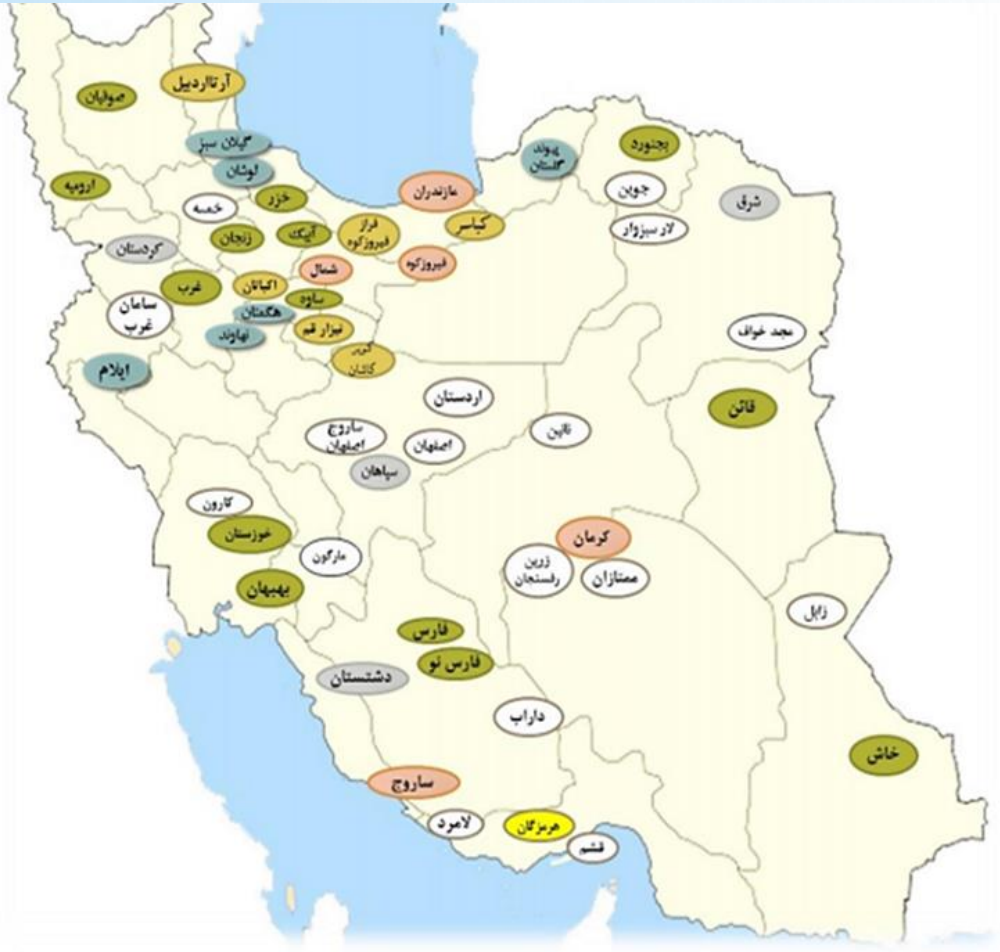 آرتااردبیل
صوفیان
گیلان سبز
پیوند
گلستان
بجنورد
لوشان
ارومیه
جوین
مازندران
خزر
خمسه
شرق
کیاسر
لار سبزوار
فراز
فیروزکوه
آبیک
زنجان
کردستان
فیروزکوه
شمال
اکباتان
غرب
ساوه
سامان
غرب
هگمتان
نیزار قم
مجد خواف
نهاوند
کویر
کاشان
ایلام
اردستان
قائن
نائین
ساروج
اصفهان
اصفهان
سپاهان
کارون
خوزستان
کرمان
مارگون
زرین
رفسنجان
ممتازان
بهبهان
زابل
فارس
فارس نو
دشتستان
داراب
خاش
ساروج
لامرد
هرمزگان
قشم